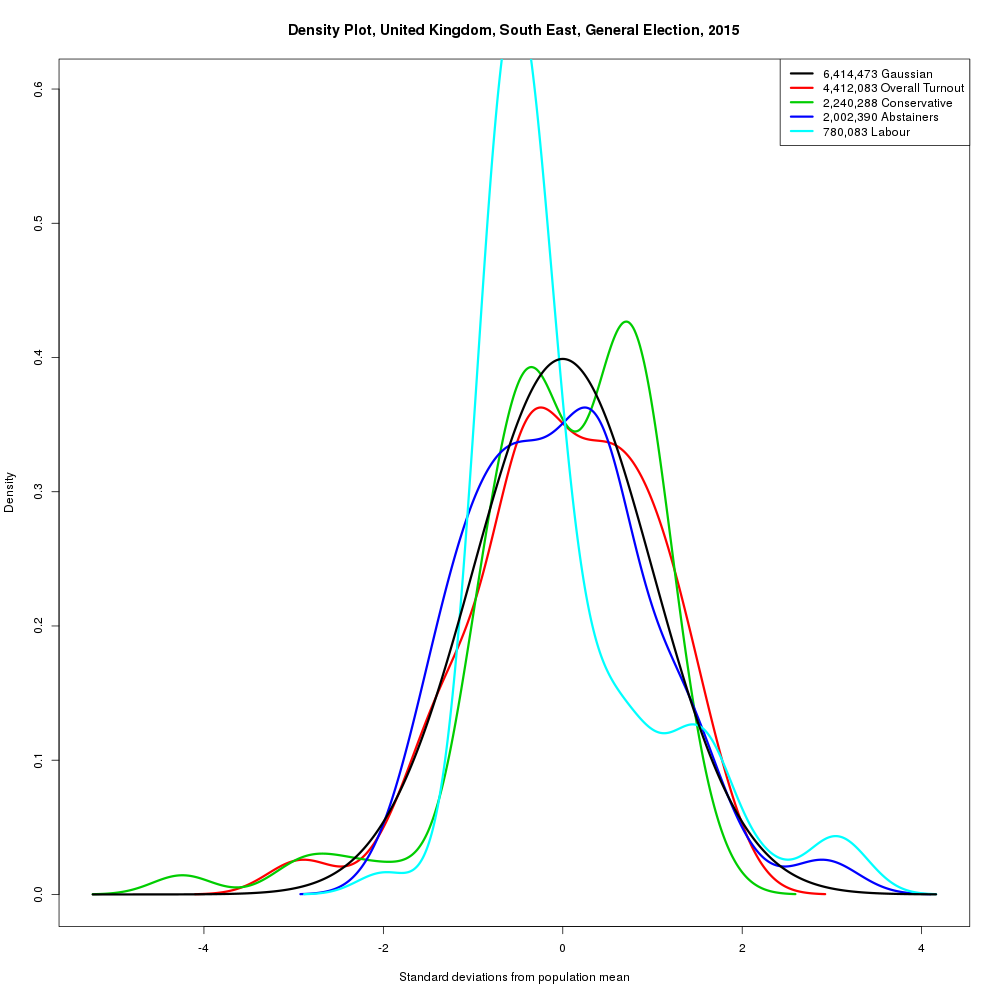 Density Plot, United Kingdom, South East, General Election, 2015
6,414,473 Gaussian
4,412,083 Overall Turnout
2,240,288 Conservative
2,002,390 Abstainers
780,083 Labour
Density
0.6
0.5
0.4
0.3
0.2
0.1
0.0
-4 -2 0 2 4
Standard deviations from population mean